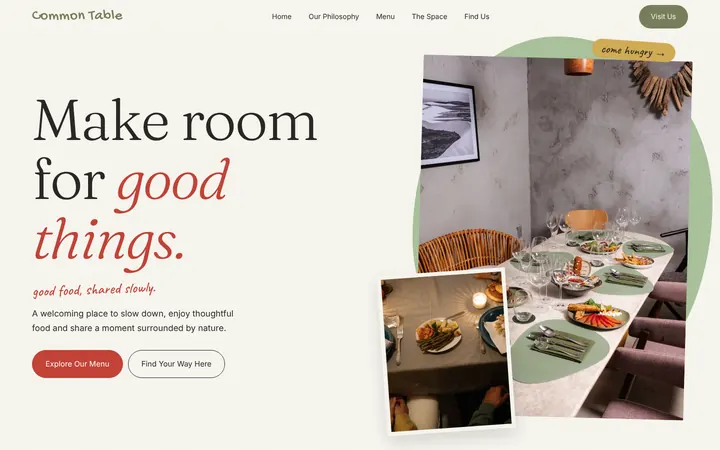 Common Table
Home Our Philosophy Menu The Space Find Us
Visit Us
come hungry →
Make room
for good
things.
good food, shared slowly.
A welcoming place to slow down, enjoy thoughtful
food and share a moment surrounded by nature.
Explore Our Menu
Find Your Way Here